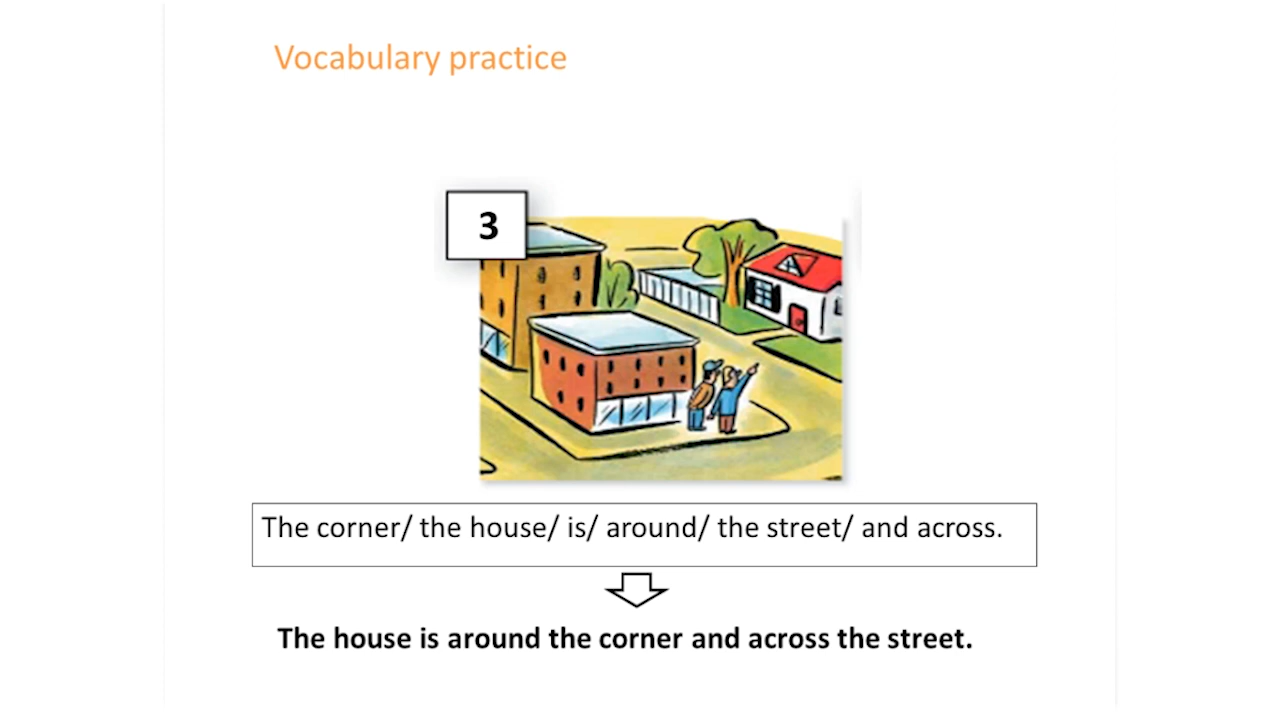 Vocabulary practice
3
The corner/ the house/ is/ around/ the street/ and across.
The house is around the corner and across the street.